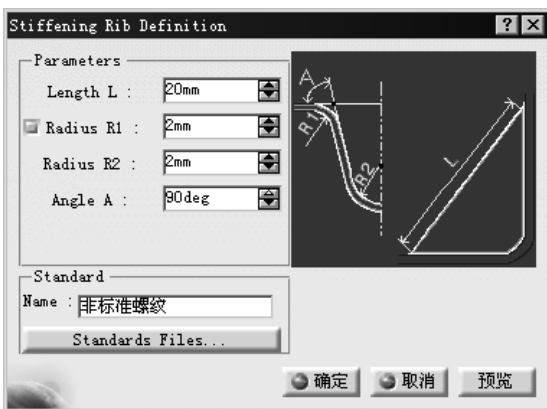 Stiffening Rib Definition
Parameters
Length L : 20mm
Radius R1 : 2mm
Radius R2 : 2mm
Angle A : 90deg
A
R1
R2
L
Standard
Name : 非标准螺纹
Standards Files...
确定 取消 预览